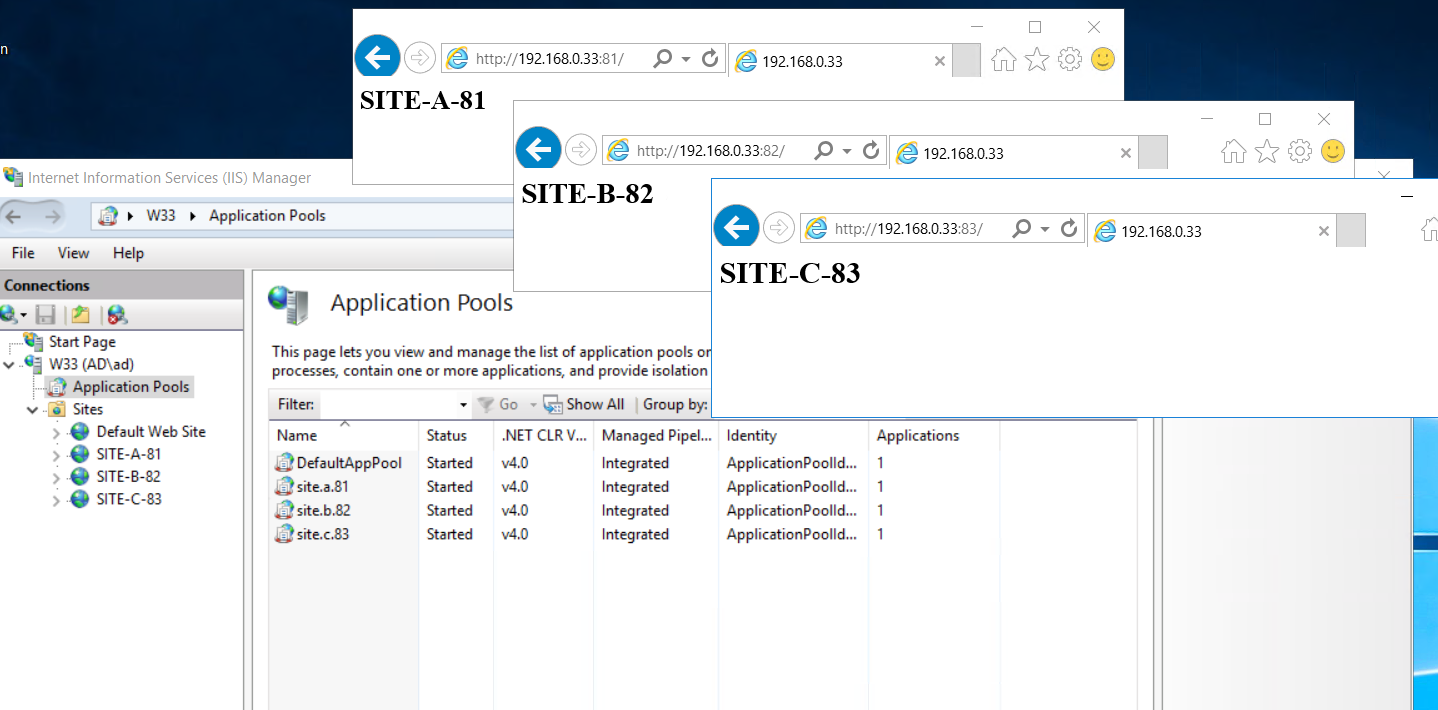 n
http://192.168.0.33:81/
192.168.0.33
SITE-A-81
http://192.168.0.33:82/
192.168.0.33
SITE-B-82
http://192.168.0.33:83/
192.168.0.33
SITE-C-83
Internet Information Services (IIS) Manager
W33 Application Pools
File View Help
Connections
Start Page
W33 (AD\ad)
Application Pools
Sites
Default Web Site
SITE-A-81
SITE-B-82
SITE-C-83
Application Pools
This page lets you view and manage the list of application pools or
processes, contain one or more applications, and provide isolation
Filter: Go Show All Group by:
Name Status .NET CLR V... Managed Pipel... Identity Applications
DefaultAppPool Started v4.0 Integrated ApplicationPoolId... 1
site.a.81 Started v4.0 Integrated ApplicationPoolId... 1
site.b.82 Started v4.0 Integrated ApplicationPoolId... 1
site.c.83 Started v4.0 Integrated ApplicationPoolId... 1